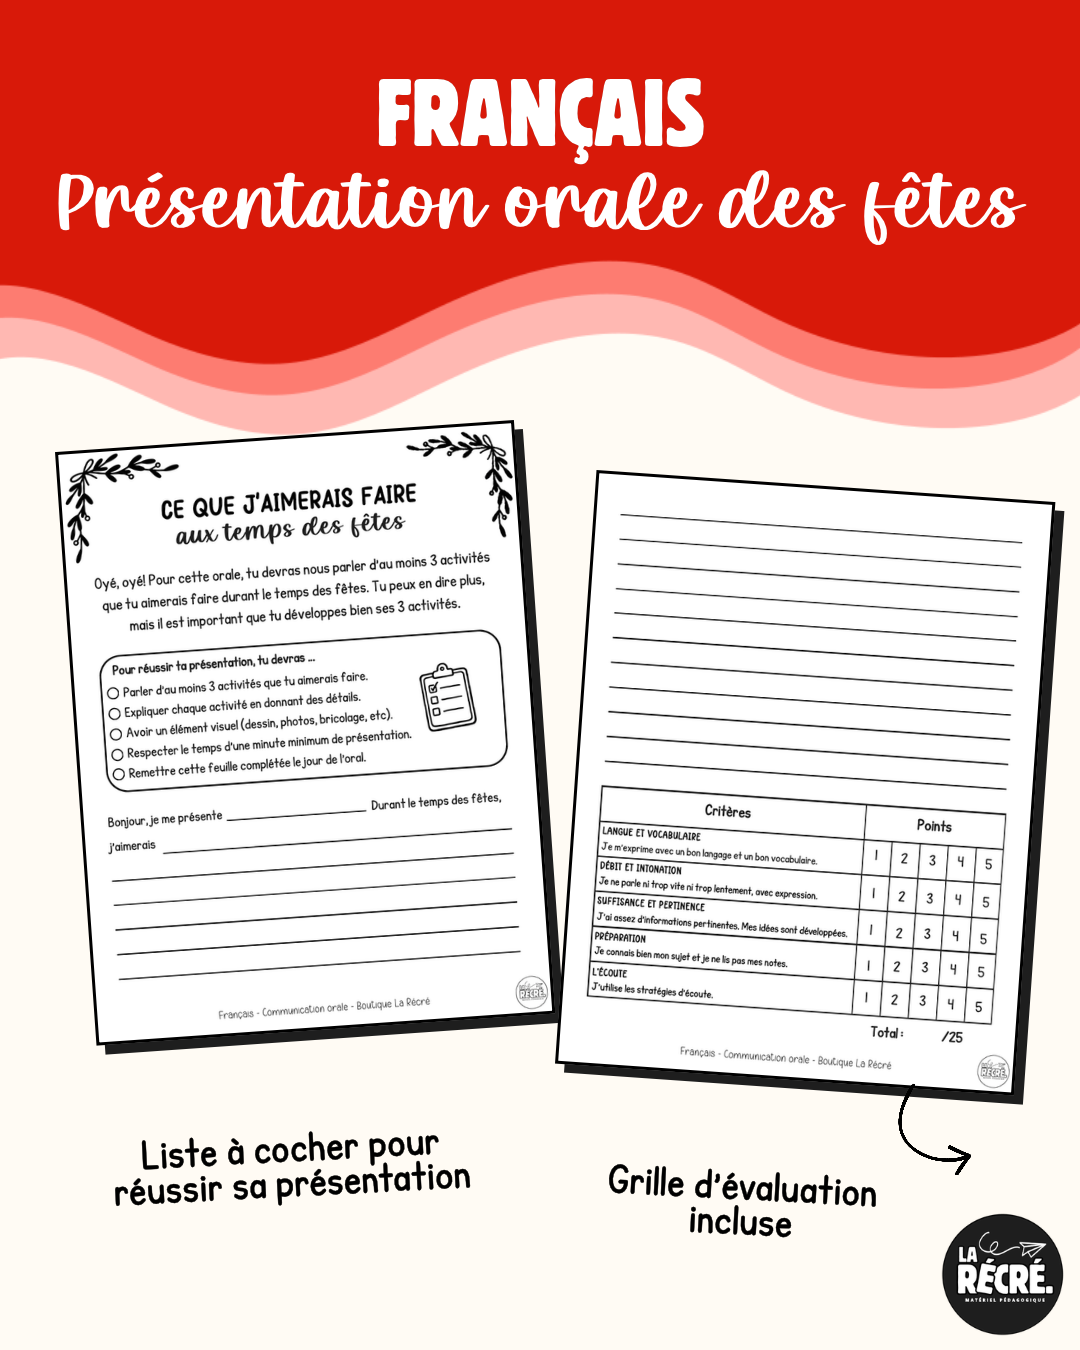 FRANÇAIS
Présentation orale des fêtes
CE QUE J'AIMERAIS FAIRE
aux temps des fêtes
Oyé, oyé! Pour cette orale, tu devras nous parler d'au moins 3 activités
que tu aimerais faire durant le temps des fêtes. Tu peux en dire plus,
mais il est important que tu développes bien ses 3 activités.
Pour réussir ta présentation, tu devras ...
Parler d'au moins 3 activités que tu aimerais faire.
Expliquer chaque activité en donnant des détails.
Avoir un élément visuel (dessin, photos, bricolage, etc).
Respecter le temps d'une minute minimum de présentation.
Remettre cette feuille complétée le jour de l'oral.
Bonjour, je me présente ____________ Durant le temps des fêtes,
j'aimerais
RÉCRÉ.
Français - Communication orale - Boutique La Récré
Critères Points
LANGUE ET VOCABULAIRE
Je m'exprime avec un bon langage et un bon vocabulaire. 1 2 3 4 5
DÉBIT ET INTONATION
Je ne parle ni trop vite ni trop lentement, avec expression. 1 2 3 4 5
SUFFISANCE ET PERTINENCE
J'ai assez d'informations pertinentes. Mes idées sont développées. 1 2 3 4 5
PRÉPARATION
Je connais bien mon sujet et je ne lis pas mes notes. 1 2 3 4 5
L'ÉCOUTE
J'utilise les stratégies d'écoute. 1 2 3 4 5
Total : /25
Français - Communication orale - Boutique La Récré
RÉCRÉ.
Liste à cocher pour
réussir sa présentation
Grille d'évaluation
incluse
LA
RÉCRÉ.
MATÉRIEL PÉDAGOGIQUE